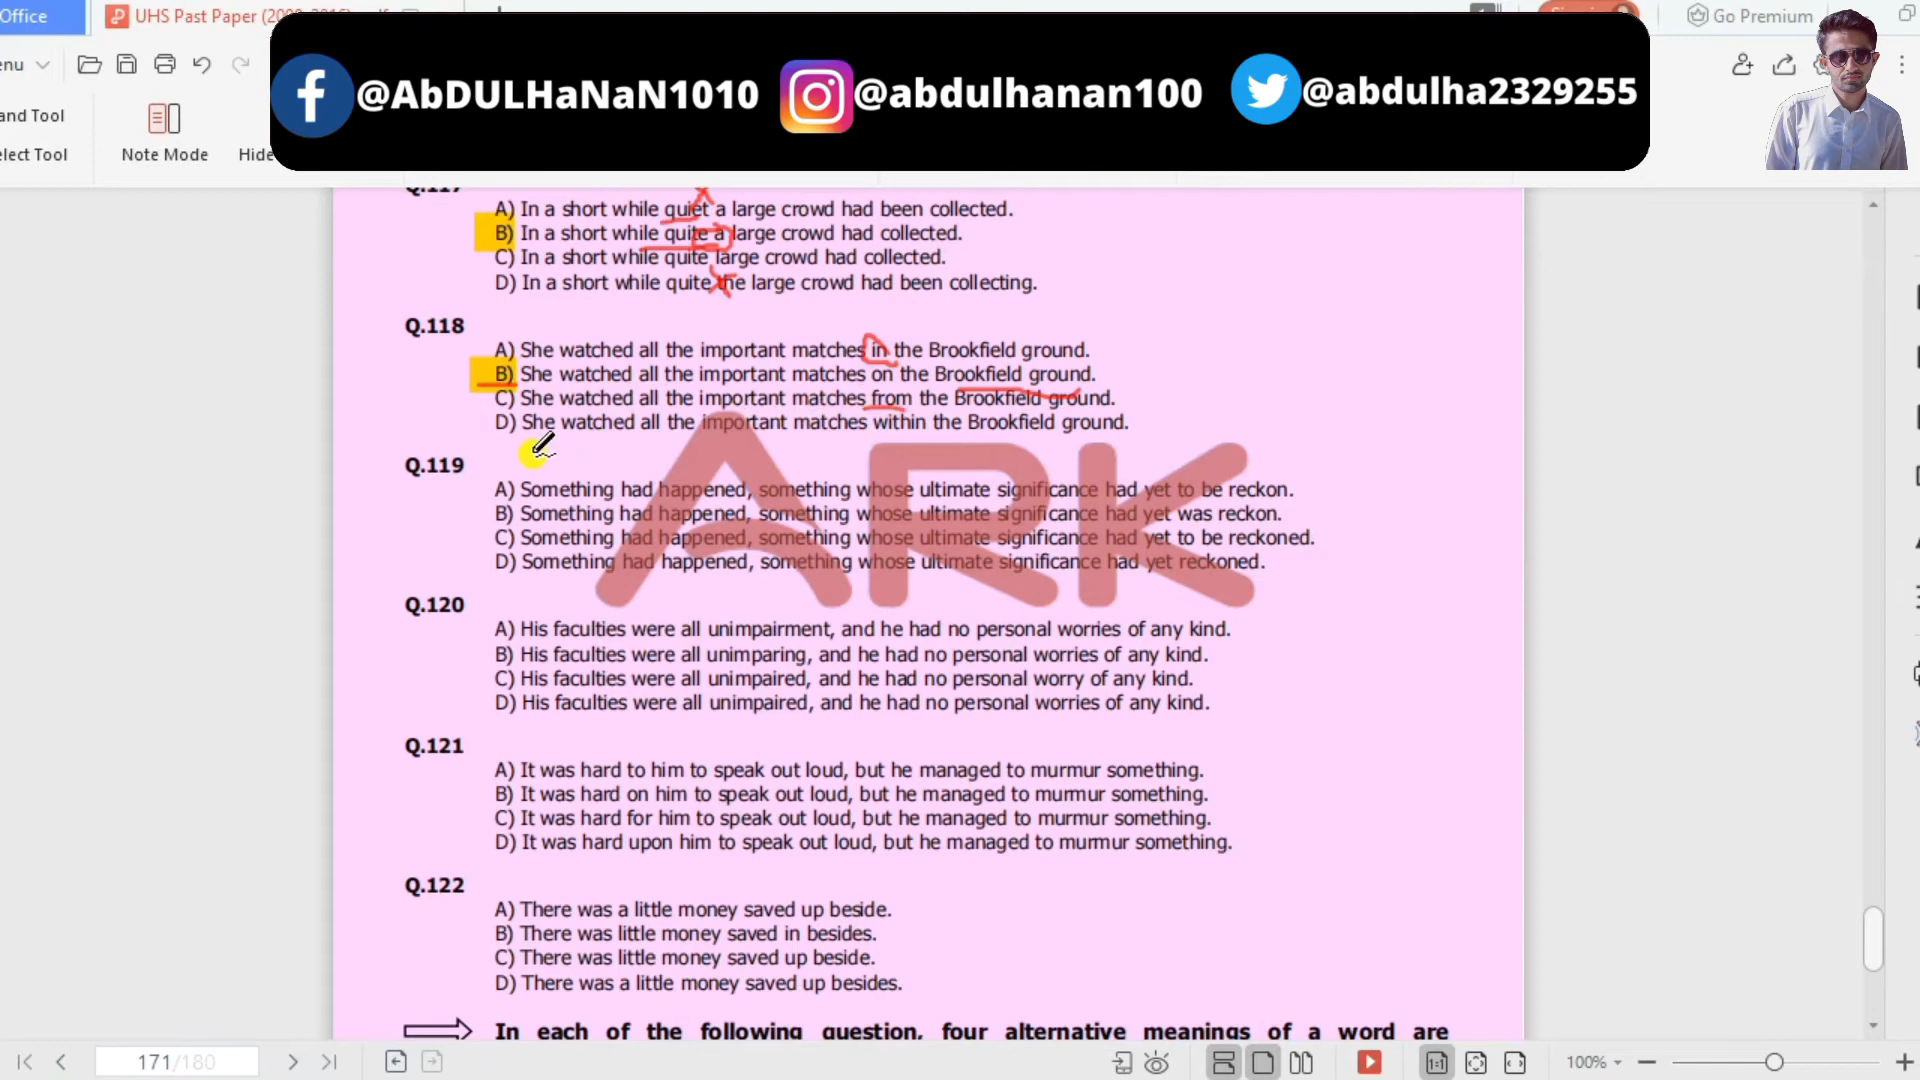 Office
UHS Past Paper (200
Go Premium
enu
@AbDULHaNaN1010
@abdulhanan100
@abdulha2329255
and Tool
elect Tool
Note Mode
Hide
Q.117
A) In a short while quiet a large crowd had been collected.
B) In a short while quite a large crowd had collected.
C) In a short while quite large crowd had collected.
D) In a short while quite the large crowd had been collecting.
Q.118
A) She watched all the important matches in the Brookfield ground.
B) She watched all the important matches on the Brookfield ground.
C) She watched all the important matches from the Brookfield ground.
D) She watched all the important matches within the Brookfield ground.
ARK
Q.119
A) Something had happened, something whose ultimate significance had yet to be reckon.
B) Something had happened, something whose ultimate significance had yet was reckon.
C) Something had happened, something whose ultimate significance had yet to be reckoned.
D) Something had happened, something whose ultimate significance had yet reckoned.
Q.120
A) His faculties were all unimpairment, and he had no personal worries of any kind.
B) His faculties were all unimparing, and he had no personal worries of any kind.
C) His faculties were all unimpaired, and he had no personal worry of any kind.
D) His faculties were all unimpaired, and he had no personal worries of any kind.
Q.121
A) It was hard to him to speak out loud, but he managed to murmur something.
B) It was hard on him to speak out loud, but he managed to murmur something.
C) It was hard for him to speak out loud, but he managed to murmur something.
D) It was hard upon him to speak out loud, but he managed to murmur something.
Q.122
A) There was a little money saved up beside.
B) There was little money saved in besides.
C) There was little money saved up beside.
D) There was a little money saved up besides.
In each of the following question, four alternative meanings of a word are
171/180
1:1
100%